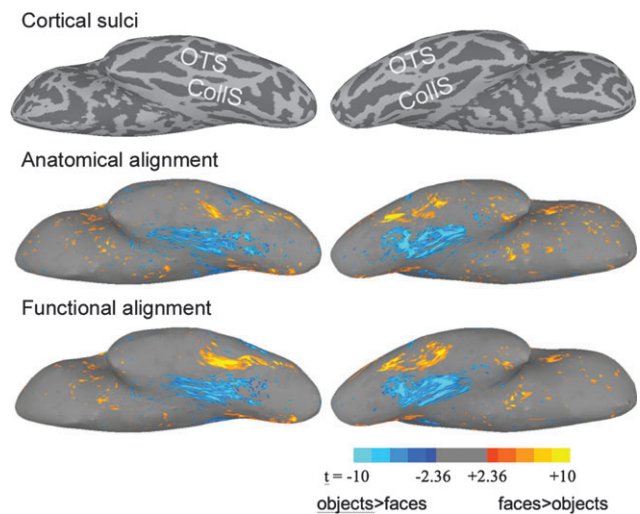 Cortical sulci
OTS
CollS
OTS
CollS
Anatomical alignment
Functional alignment
t = -10 -2.36 +2.36 +10
objects>faces faces>objects